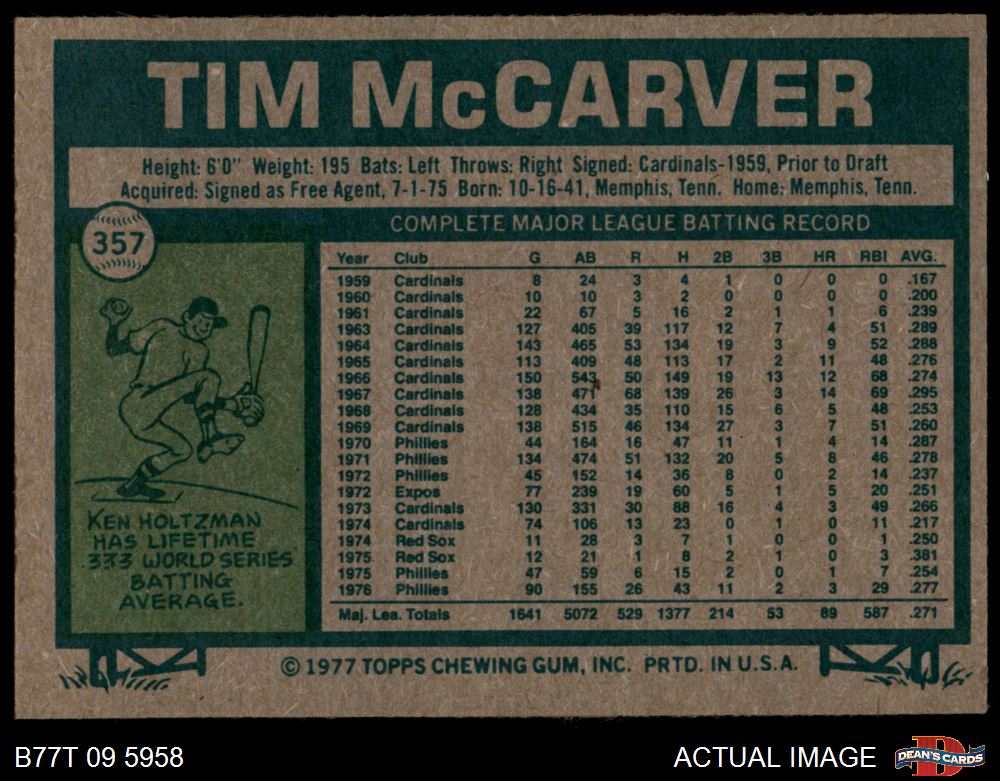 TIM McCARVER
Height: 6'0" Weight: 195 Bats: Left Throws: Right Signed: Cardinals-1959, Prior to Draft
Acquired: Signed as Free Agent, 7-1-75 Born: 10-16-41, Memphis, Tenn. Home: Memphis, Tenn.
357
COMPLETE MAJOR LEAGUE BATTING RECORD
Year Club G AB R H 2B 3B HR RBI AVG.
1959 Cardinals 8 24 3 4 1 0 0 0 .167
1960 Cardinals 10 10 3 2 0 0 0 0 .200
1961 Cardinals 22 67 5 16 2 1 1 6 .239
1963 Cardinals 127 405 39 117 12 7 4 51 .289
1964 Cardinals 143 465 53 134 19 3 9 52 .288
1965 Cardinals 113 409 48 113 17 2 11 48 .276
1966 Cardinals 150 543 50 149 19 13 12 68 .274
1967 Cardinals 138 471 68 139 26 3 14 69 .295
1968 Cardinals 128 434 35 110 15 6 5 48 .253
1969 Cardinals 138 515 46 134 27 3 7 51 .260
1970 Phillies 44 164 16 47 11 1 4 14 .287
1971 Phillies 134 474 51 132 20 5 8 46 .278
1972 Phillies 45 152 14 36 8 0 2 14 .237
1972 Expos 77 239 19 60 5 1 5 20 .251
1973 Cardinals 130 331 30 88 16 4 3 49 .266
1974 Cardinals 74 106 13 23 0 1 0 11 .217
1974 Red Sox 11 28 3 7 1 0 0 1 .250
1975 Red Sox 12 21 1 8 2 1 0 3 .381
1975 Phillies 47 59 6 15 2 0 1 7 .254
1976 Phillies 90 155 26 43 11 2 3 29 .277
Maj. Lea. Totals 1641 5072 529 1377 214 53 89 587 .271
KEN HOLTZMAN
HAS LIFETIME
.333 WORLD SERIES
BATTING
AVERAGE.
© 1977 TOPPS CHEWING GUM, INC. PRTD. IN U.S.A.
B77T 09 5958
ACTUAL IMAGE
D
DEAN'S CARDS